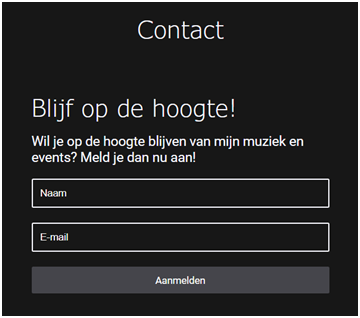 Contact
Blijf op de hoogte!
Wil je op de hoogte blijven van mijn muziek en
events? Meld je dan nu aan!
Naam
E-mail
Aanmelden